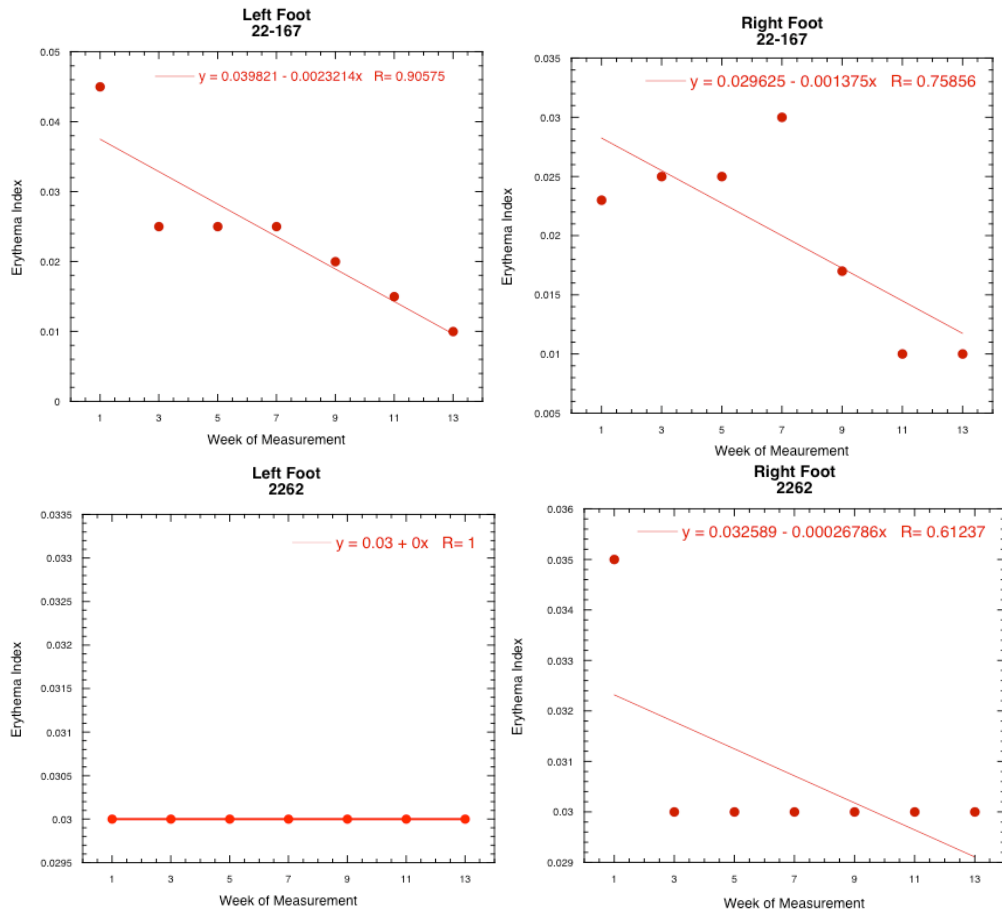 Left Foot
22-167
0.05
0.04
0.03
0.02
0.01
0
Erythema Index
y = 0.039821 - 0.0023214x R= 0.90575
1 3 5 7 9 11 13
Week of Measurement
Right Foot
22-167
0.035
0.03
0.025
0.02
0.015
0.01
0.005
Erythema Index
y = 0.029625 - 0.001375x R= 0.75856
1 3 5 7 9 11 13
Week of Meaurement
Left Foot
2262
0.0335
0.033
0.0325
0.032
0.0315
0.031
0.0305
0.03
0.0295
Erythema Index
y = 0.03 + 0x R= 1
1 3 5 7 9 11 13
Week of Measurement
Right Foot
2262
0.036
0.035
0.034
0.033
0.032
0.031
0.03
0.029
Erythema Index
y = 0.032589 - 0.00026786x R= 0.61237
1 3 5 7 9 11 13
Week of Measurement